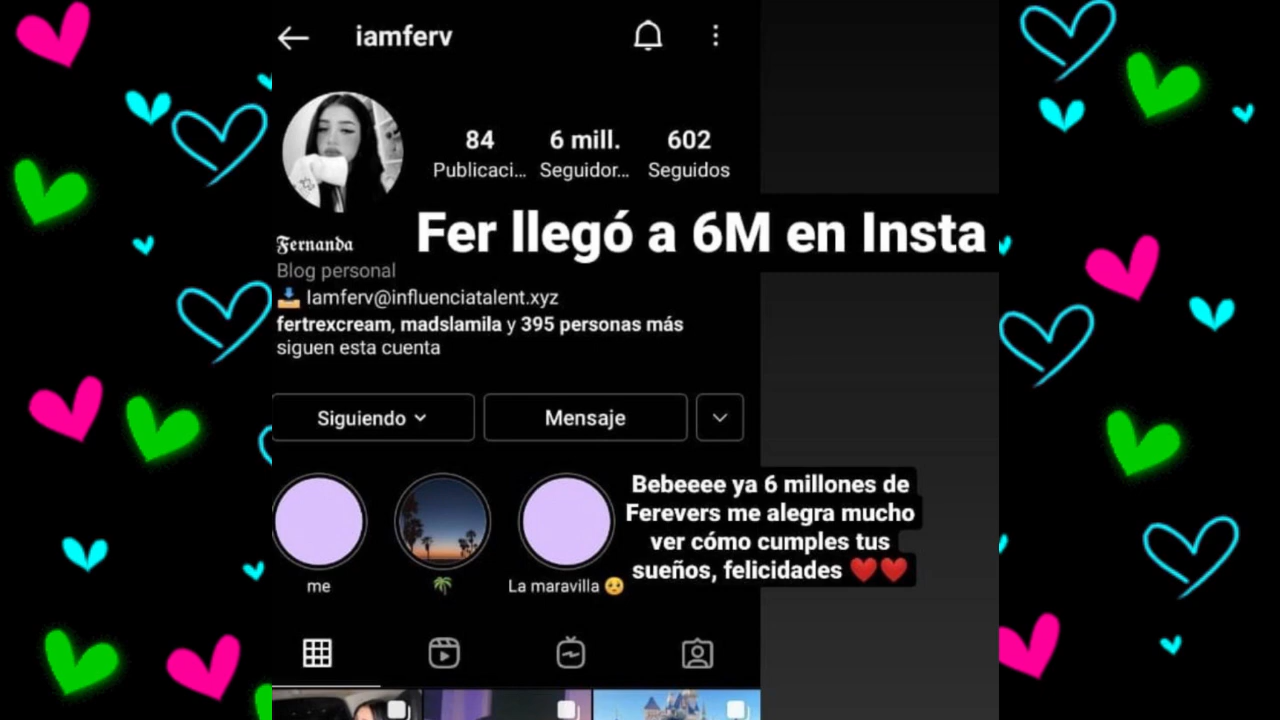 iamferv
84 6 mill. 602
Publicaci... Seguidor... Seguidos
Fer llegó a 6M en Insta
𝕱ernanda
Blog personal
📥 Iamferv@influenciatalent.xyz
fertrexcream, madslamila y 395 personas más
siguen esta cuenta
Siguiendo Mensaje
Bebeeee ya 6 millones de
Ferevers me alegra mucho
ver cómo cumples tus
sueños, felicidades ❤️❤️
me 🌴 La maravilla 🥺